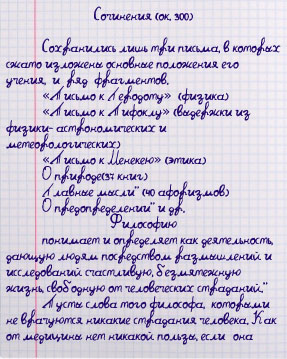 Сочинения (ок. 300)
Сохранились лишь три письма, в которых
сжато изложены основные положения его
учения, и ряд фрагментов.
«Письмо к Геродоту» (физика)
«Письмо к Пифоклу» (выдержки из
физики- астрономических и
метеорологических)
«Письмо к Менекею» (этика)
О природе(37 книг)
Главные мысли" (40 афоризмов)
О предопределении" и др.
Философию
понимает и определяет как деятельность,
дающую людям посредством размышлений и
исследований счастливую, безмятежную
жизнь, свободную от человеческих страданий."
Пусты слова того философа, которыми
не врачуются никакие страдания человека. Как
от медицины нет никакой пользы, если она